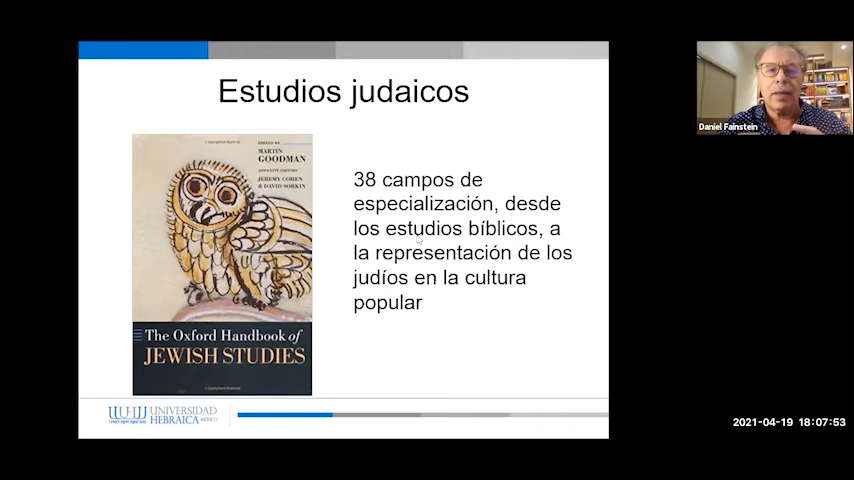 Estudios judaicos
EDITED BY
MARTIN
GOODMAN
ASSOCIATE EDITORS
JEREMY COHEN
& DAVID SORKIN
The Oxford Handbook of
JEWISH STUDIES
38 campos de
especialización, desde
los estudios bíblicos, a
la representación de los
judíos en la cultura
popular
UNIVERSIDAD
HEBRAICA
MÉXICO
Daniel Fainstein
2021-04-19 18:07:53